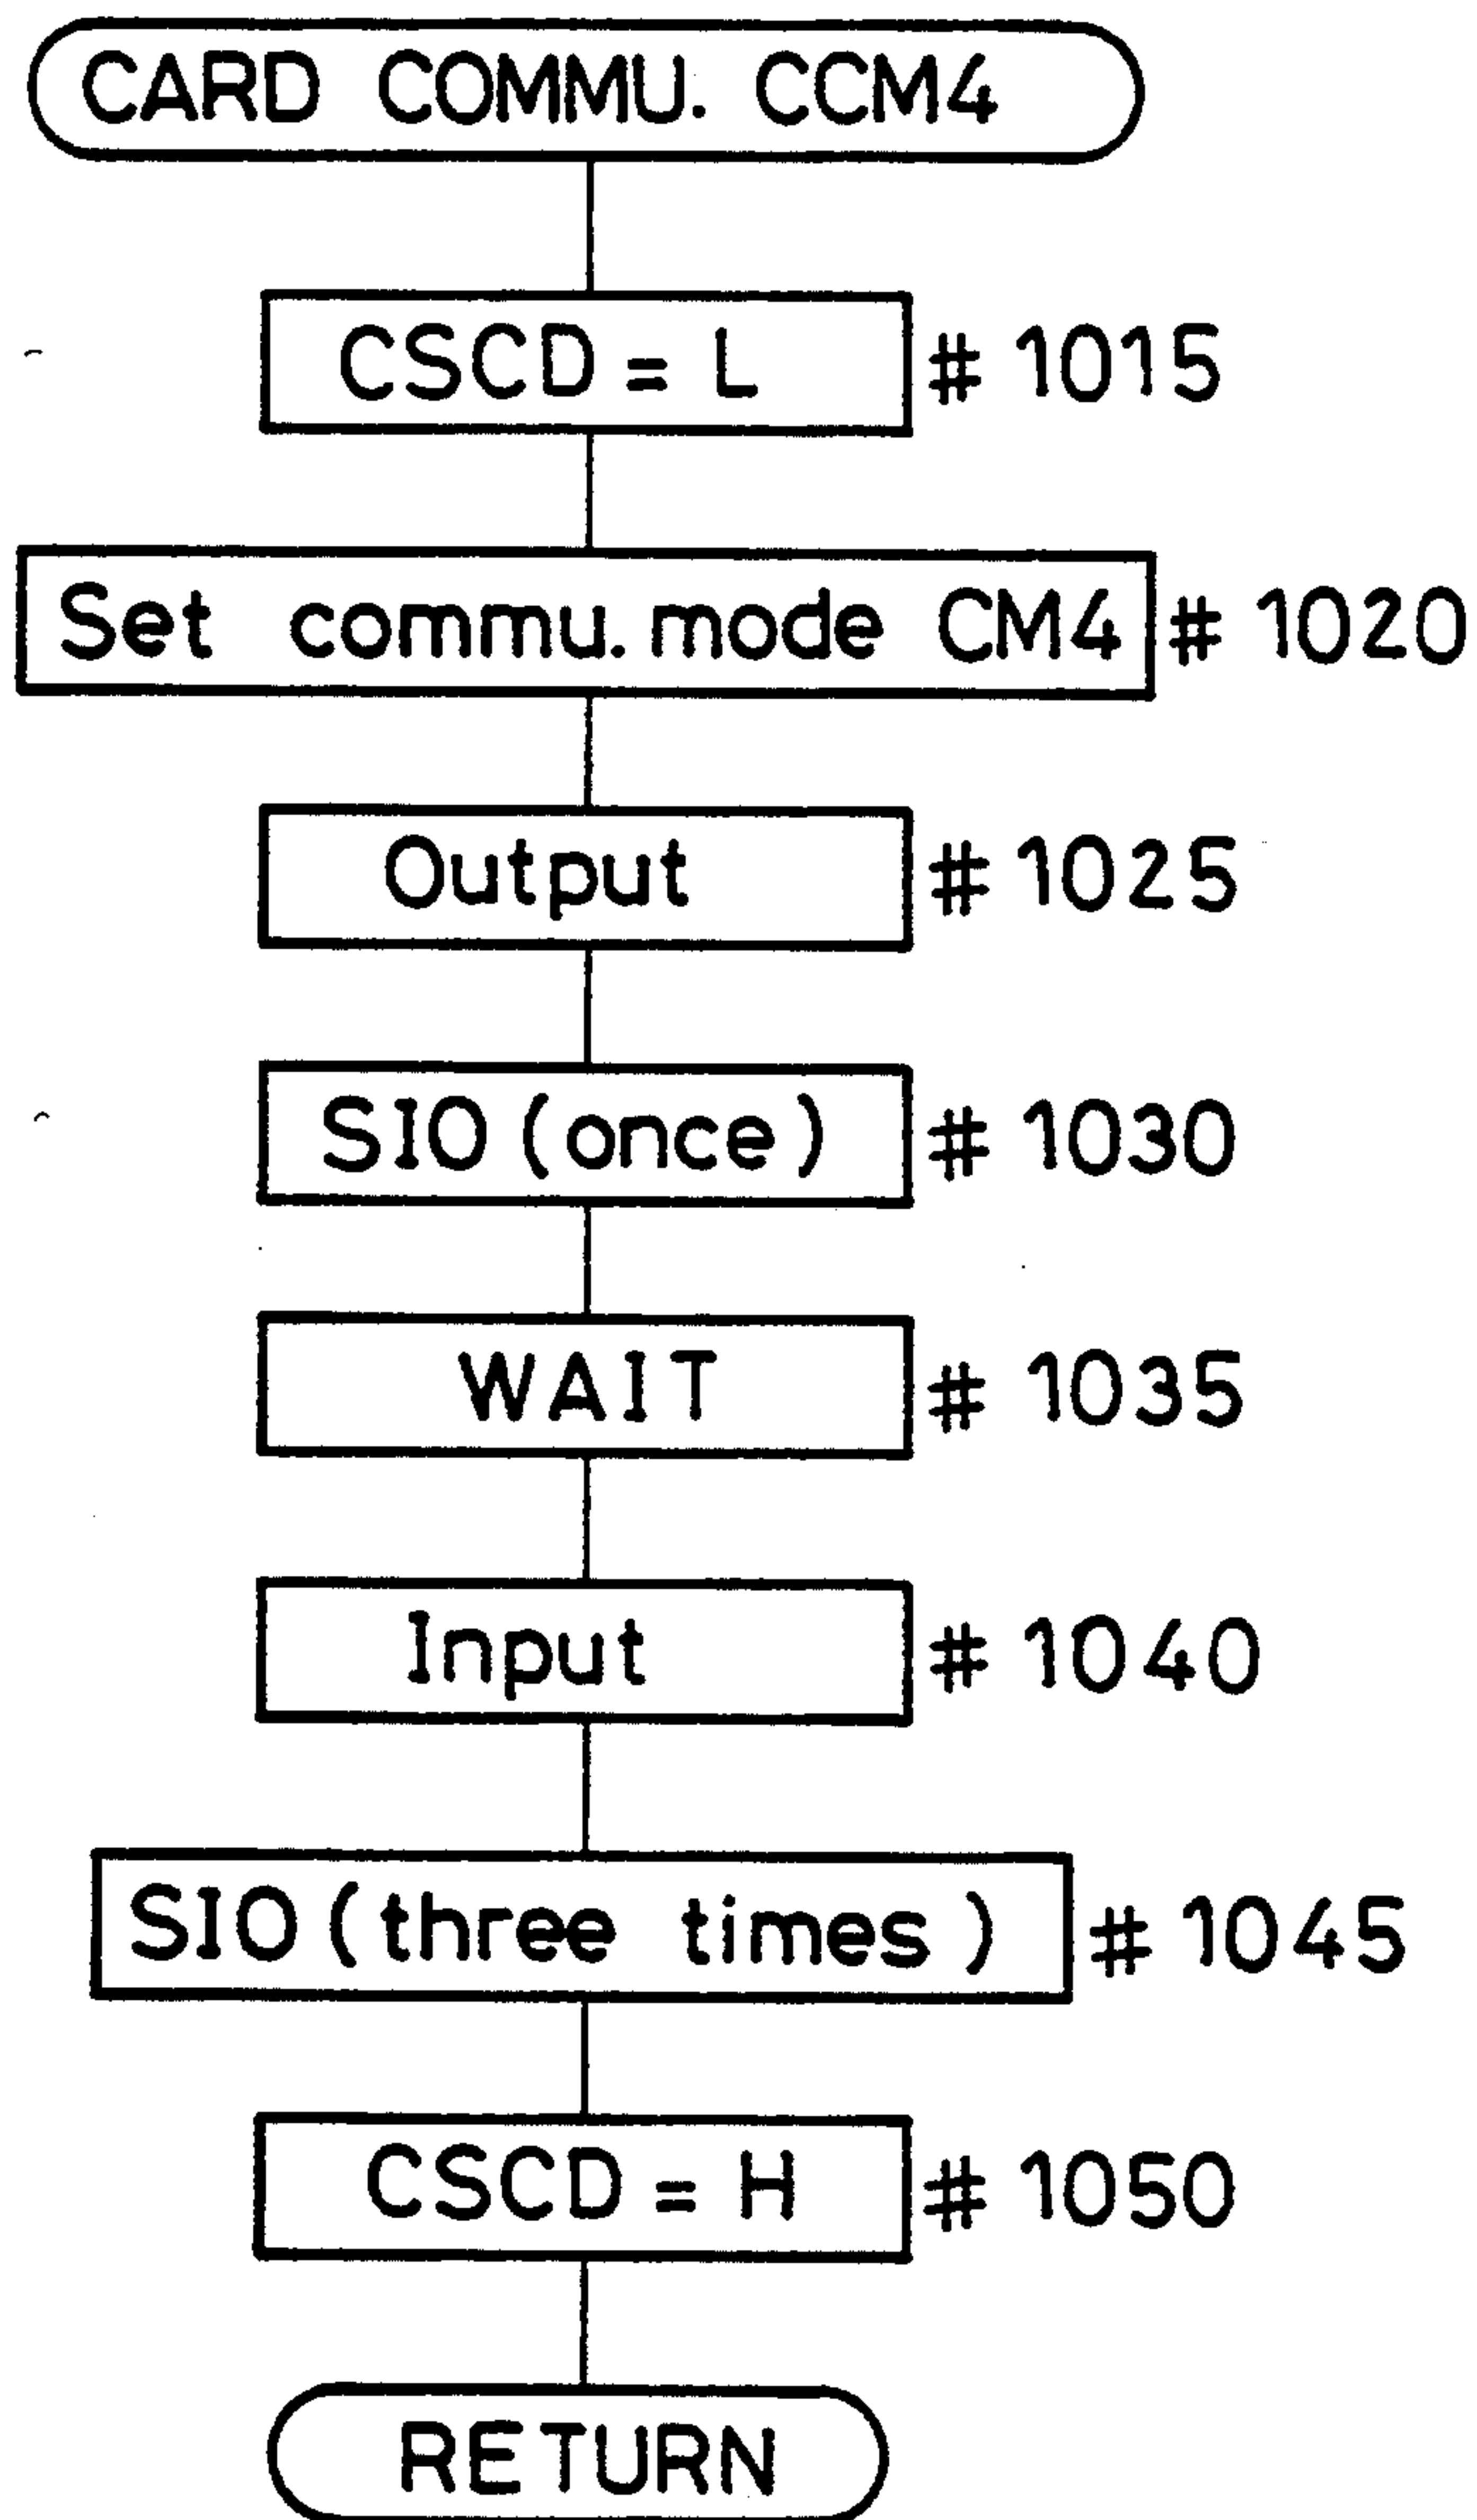 CARD COMMU. CCM4
CSCD = L # 1015
Set commu. mode CM4 # 1020
Output # 1025
SIO (once) # 1030
WAIT # 1035
Input # 1040
SIO (three times) # 1045
CSCD = H # 1050
RETURN